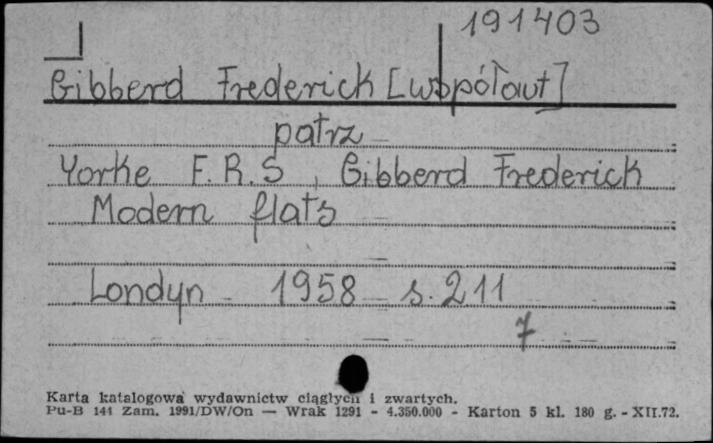 191403
Gibberd Frederick [współaut]
patrz
Yorke F.R.S, Gibberd Frederick
Modern flats
Londyn 1958 s. 211
7
Karta katalogowa wydawnictw ciągłych i zwartych.
Pu-B 141 Zam. 1991/DW/On — Wrak 1291 - 4.350.000 - Karton 5 kl. 180 g. - XII.72.